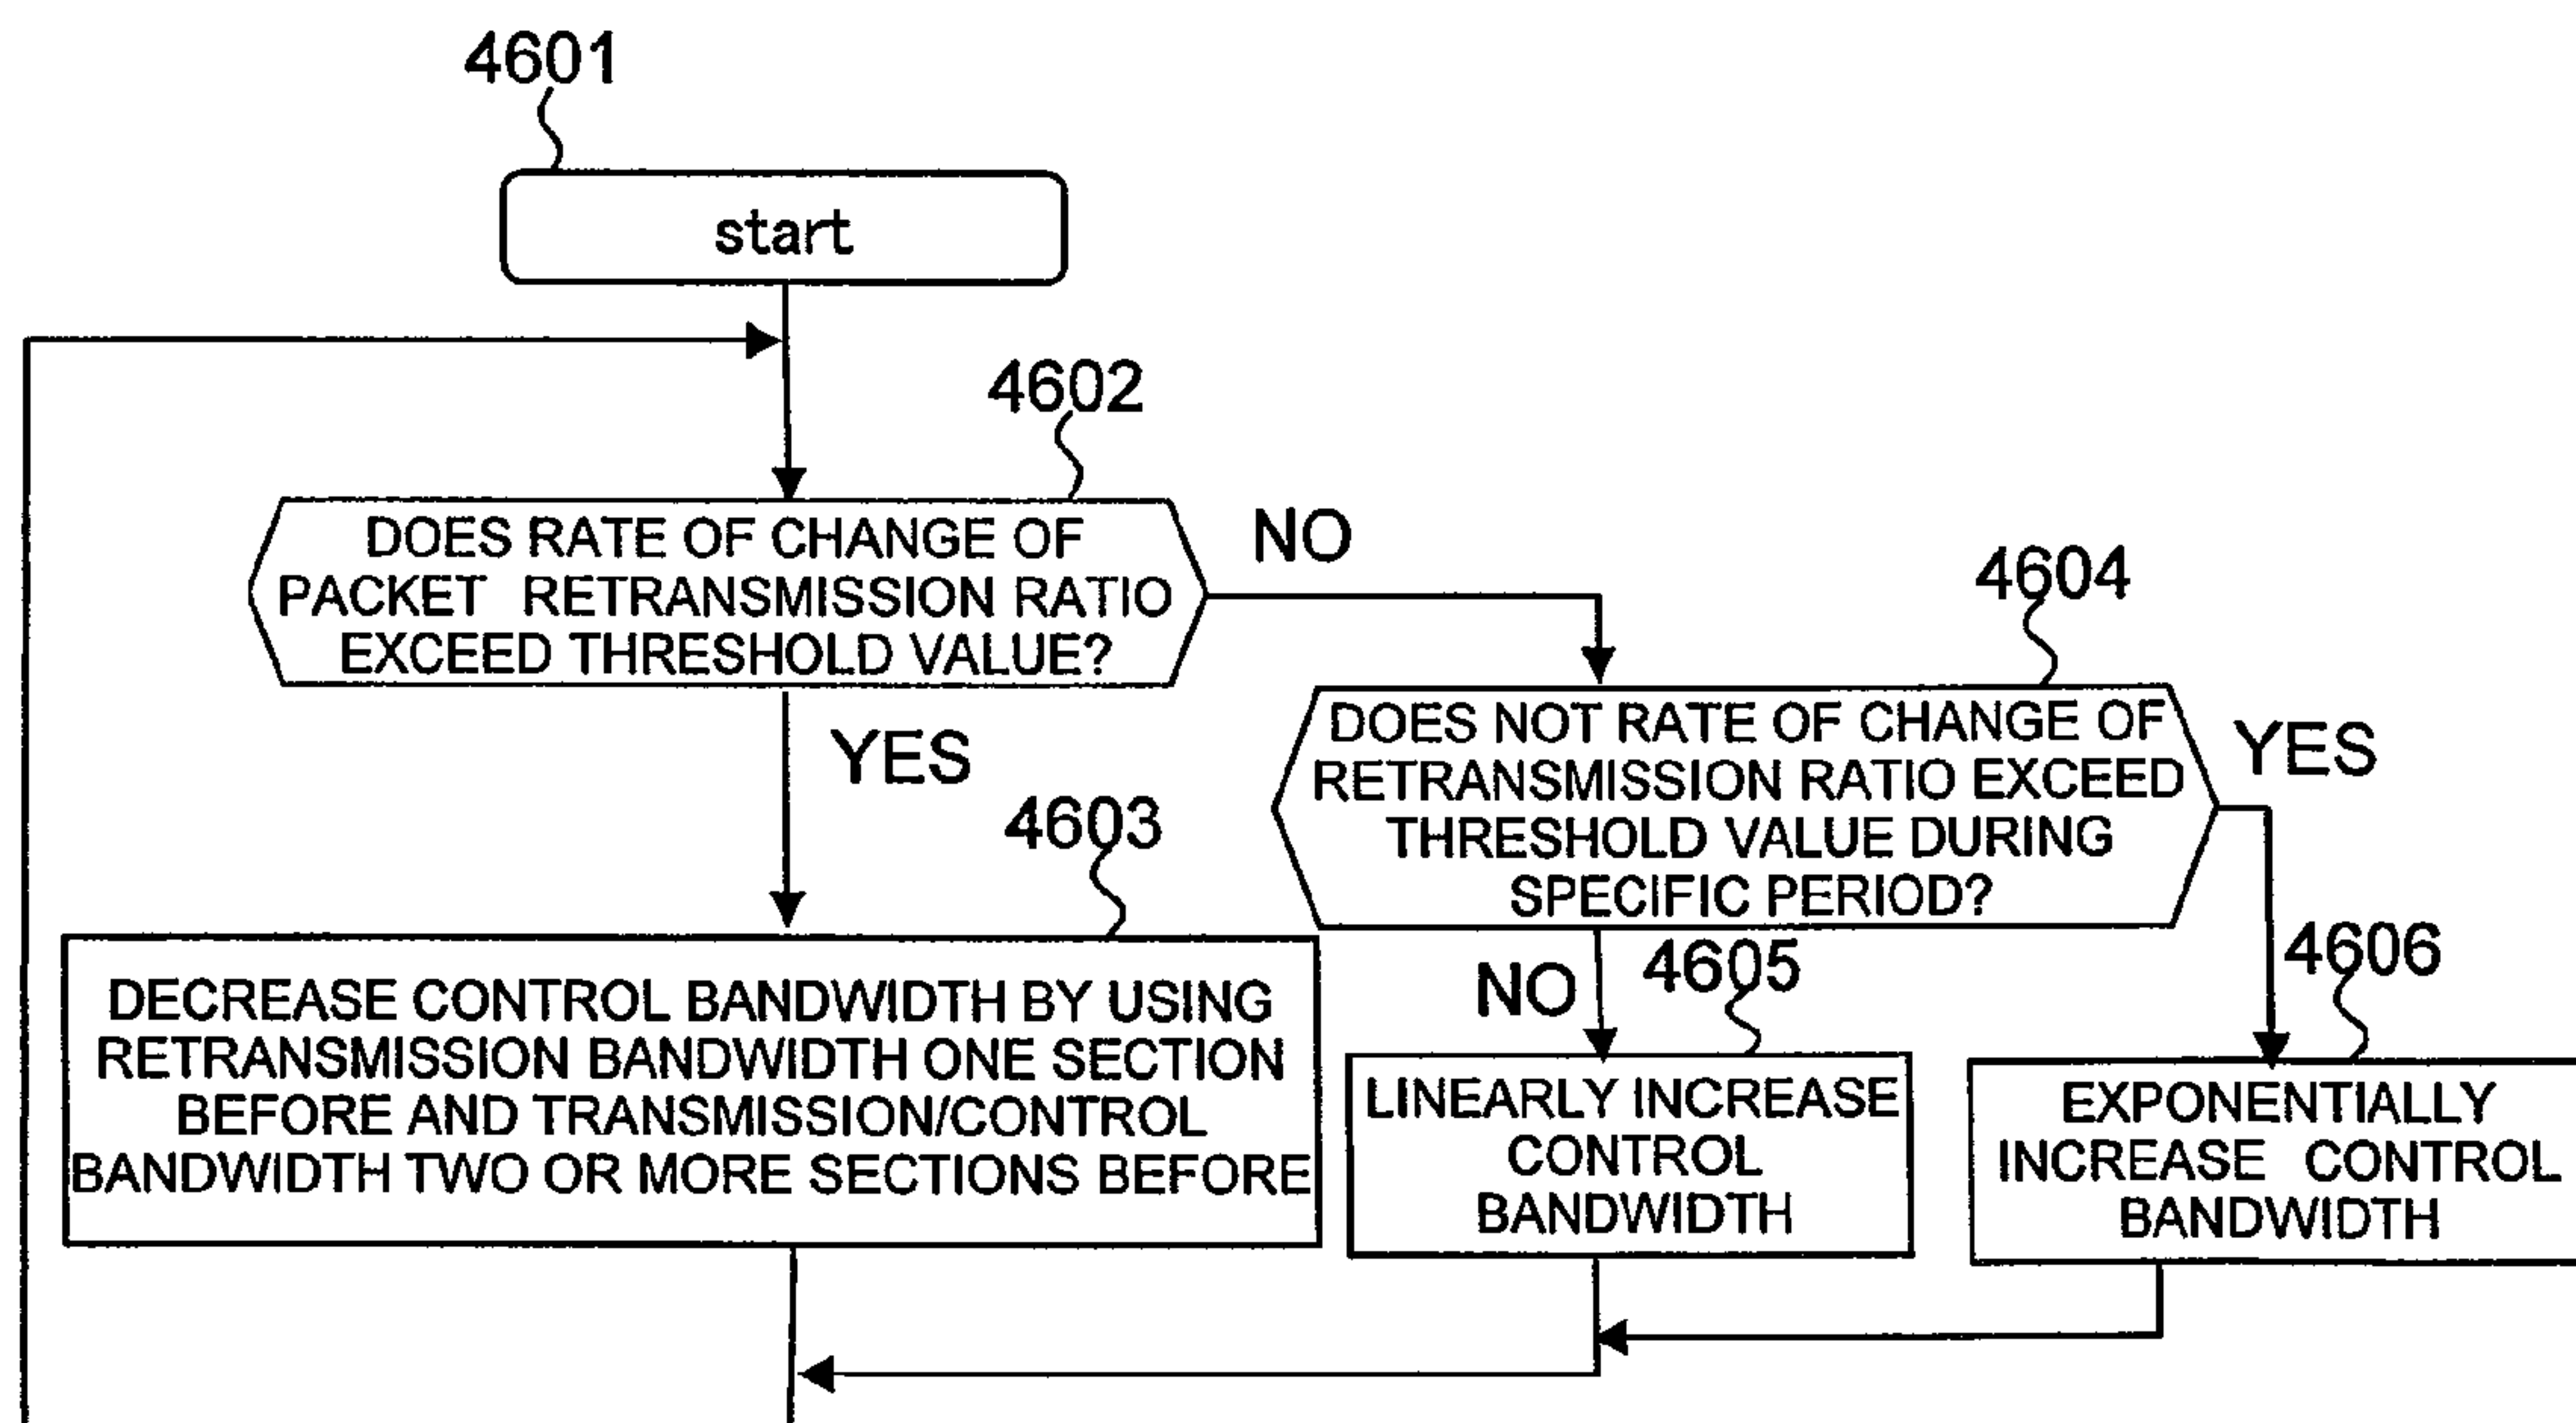 4601
start
4602
DOES RATE OF CHANGE OF
PACKET RETRANSMISSION RATIO
EXCEED THRESHOLD VALUE?
NO
YES
4604
DOES NOT RATE OF CHANGE OF
RETRANSMISSION RATIO EXCEED
THRESHOLD VALUE DURING
SPECIFIC PERIOD?
YES
NO
4603
DECREASE CONTROL BANDWIDTH BY USING
RETRANSMISSION BANDWIDTH ONE SECTION
BEFORE AND TRANSMISSION/CONTROL
BANDWIDTH TWO OR MORE SECTIONS BEFORE
4605
LINEARLY INCREASE
CONTROL
BANDWIDTH
4606
EXPONENTIALLY
INCREASE CONTROL
BANDWIDTH